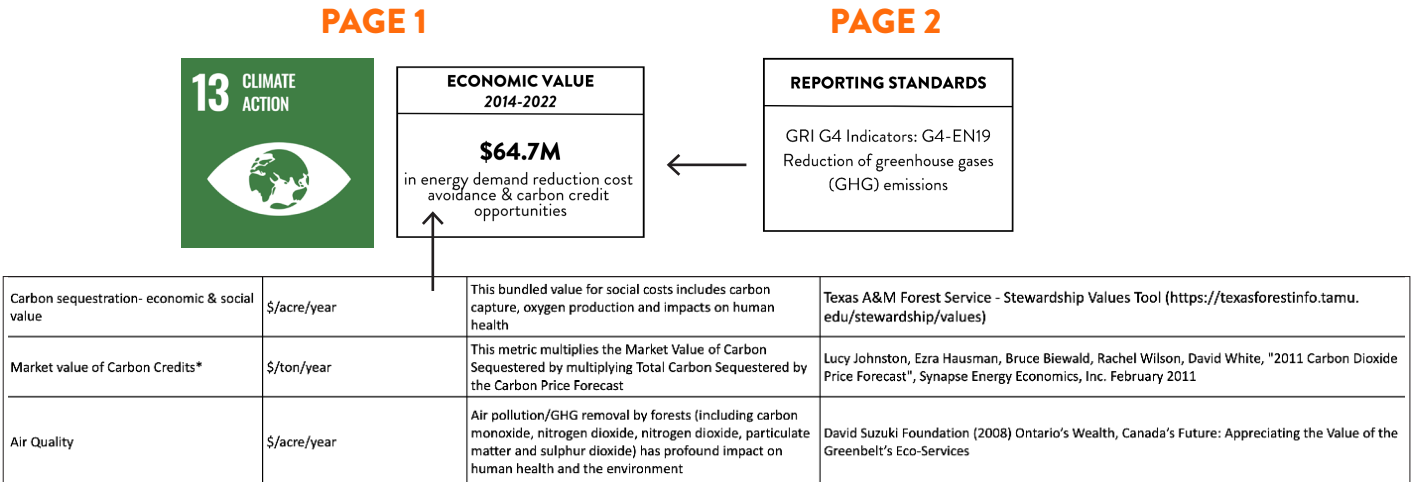 PAGE 1
PAGE 2
13 CLIMATE
ACTION
ECONOMIC VALUE
2014-2022
$64.7M
in energy demand reduction cost
avoidance & carbon credit
opportunities
REPORTING STANDARDS
GRI G4 Indicators: G4-EN19
Reduction of greenhouse gases
(GHG) emissions
Carbon sequestration- economic & social
value
$/acre/year
This bundled value for social costs includes carbon
capture, oxygen production and impacts on human
health
Texas A&M Forest Service - Stewardship Values Tool (https://texasforestinfo.tamu.
edu/stewardship/values)
Market value of Carbon Credits*
$/ton/year
This metric multiplies the Market Value of Carbon
Sequestered by multiplying Total Carbon Sequestered by
the Carbon Price Forecast
Lucy Johnston, Ezra Hausman, Bruce Biewald, Rachel Wilson, David White, "2011 Carbon Dioxide
Price Forecast", Synapse Energy Economics, Inc. February 2011
Air Quality
$/acre/year
Air pollution/GHG removal by forests (including carbon
monoxide, nitrogen dioxide, nitrogen dioxide, particulate
matter and sulphur dioxide) has profound impact on
human health and the environment
David Suzuki Foundation (2008) Ontario's Wealth, Canada's Future: Appreciating the Value of the
Greenbelt's Eco-Services